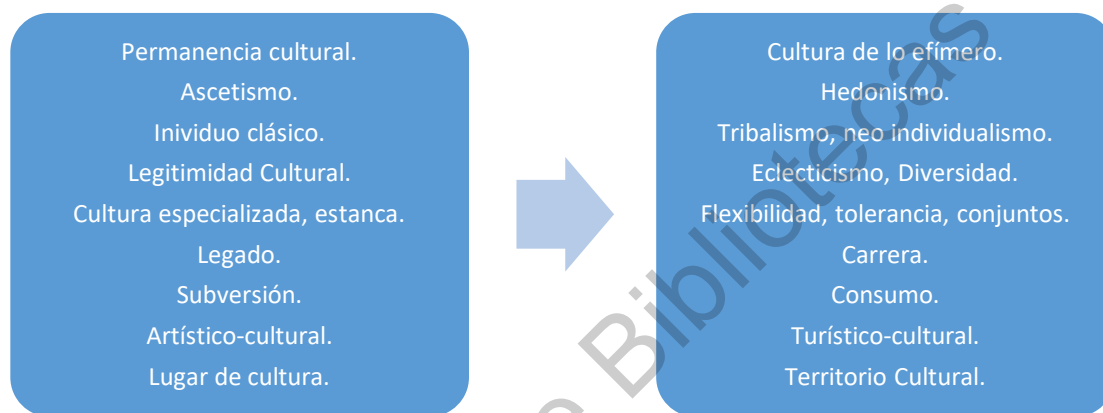 Permanencia cultural.
Ascetismo.
Inividuo clásico.
Legitimidad Cultural.
Cultura especializada, estanca.
Legado.
Subversión.
Artístico-cultural.
Lugar de cultura.
Cultura de lo efímero.
Hedonismo.
Tribalismo, neo individualismo.
Eclecticismo, Diversidad.
Flexibilidad, tolerancia, conjuntos.
Carrera.
Consumo.
Turístico-cultural.
Territorio Cultural.
e Bibliotecas